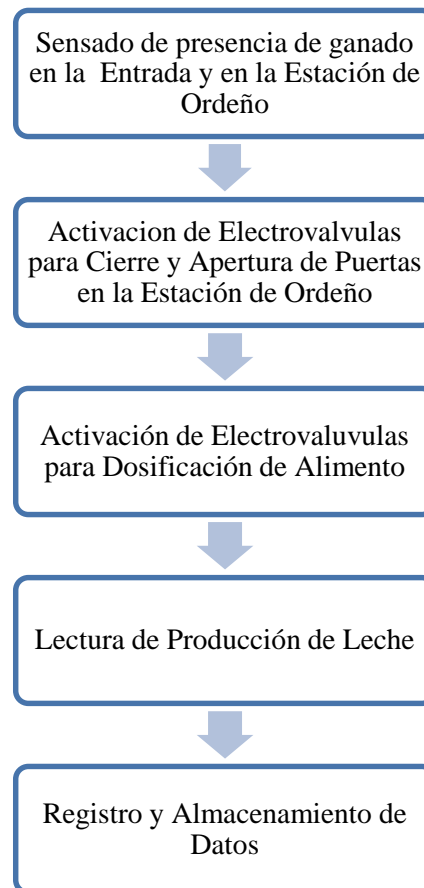 Sensado de presencia de ganado
en la Entrada y en la Estación de
Ordeño
Activacion de Electrovalvulas
para Cierre y Apertura de Puertas
en la Estación de Ordeño
Activación de Electrovaluvulas
para Dosificación de Alimento
Lectura de Producción de Leche
Registro y Almacenamiento de
Datos